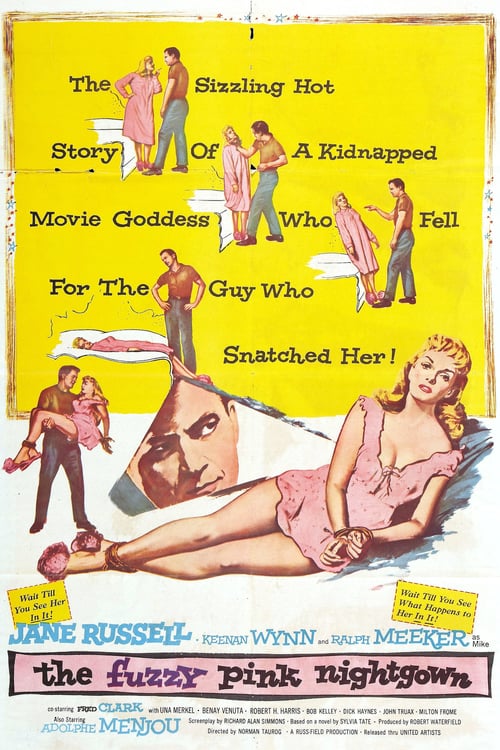 The Sizzling Hot
Story Of A Kidnapped
Movie Goddess Who Fell
For The Guy Who
Snatched Her!
Wait Till
You See Her
In It!
Wait Till You See
What Happens to
Her In It!
JANE RUSSELL - KEENAN WYNN and RALPH MEEKER as Mike
the fuzzy pink nightgown
co-starring FRED CLARK with UNA MERKEL · BENAY VENUTA · ROBERT H. HARRIS · BOB KELLEY · DICK HAYNES · JOHN TRUAX · MILTON FROME
Also Starring ADOLPHE MENJOU
Screenplay by RICHARD ALAN SIMMONS · Based on a novel by SYLVIA TATE · Produced by ROBERT WATERFIELD
Directed by NORMAN TAUROG · A RUSS-FIELD PRODUCTION · Released thru UNITED ARTISTS